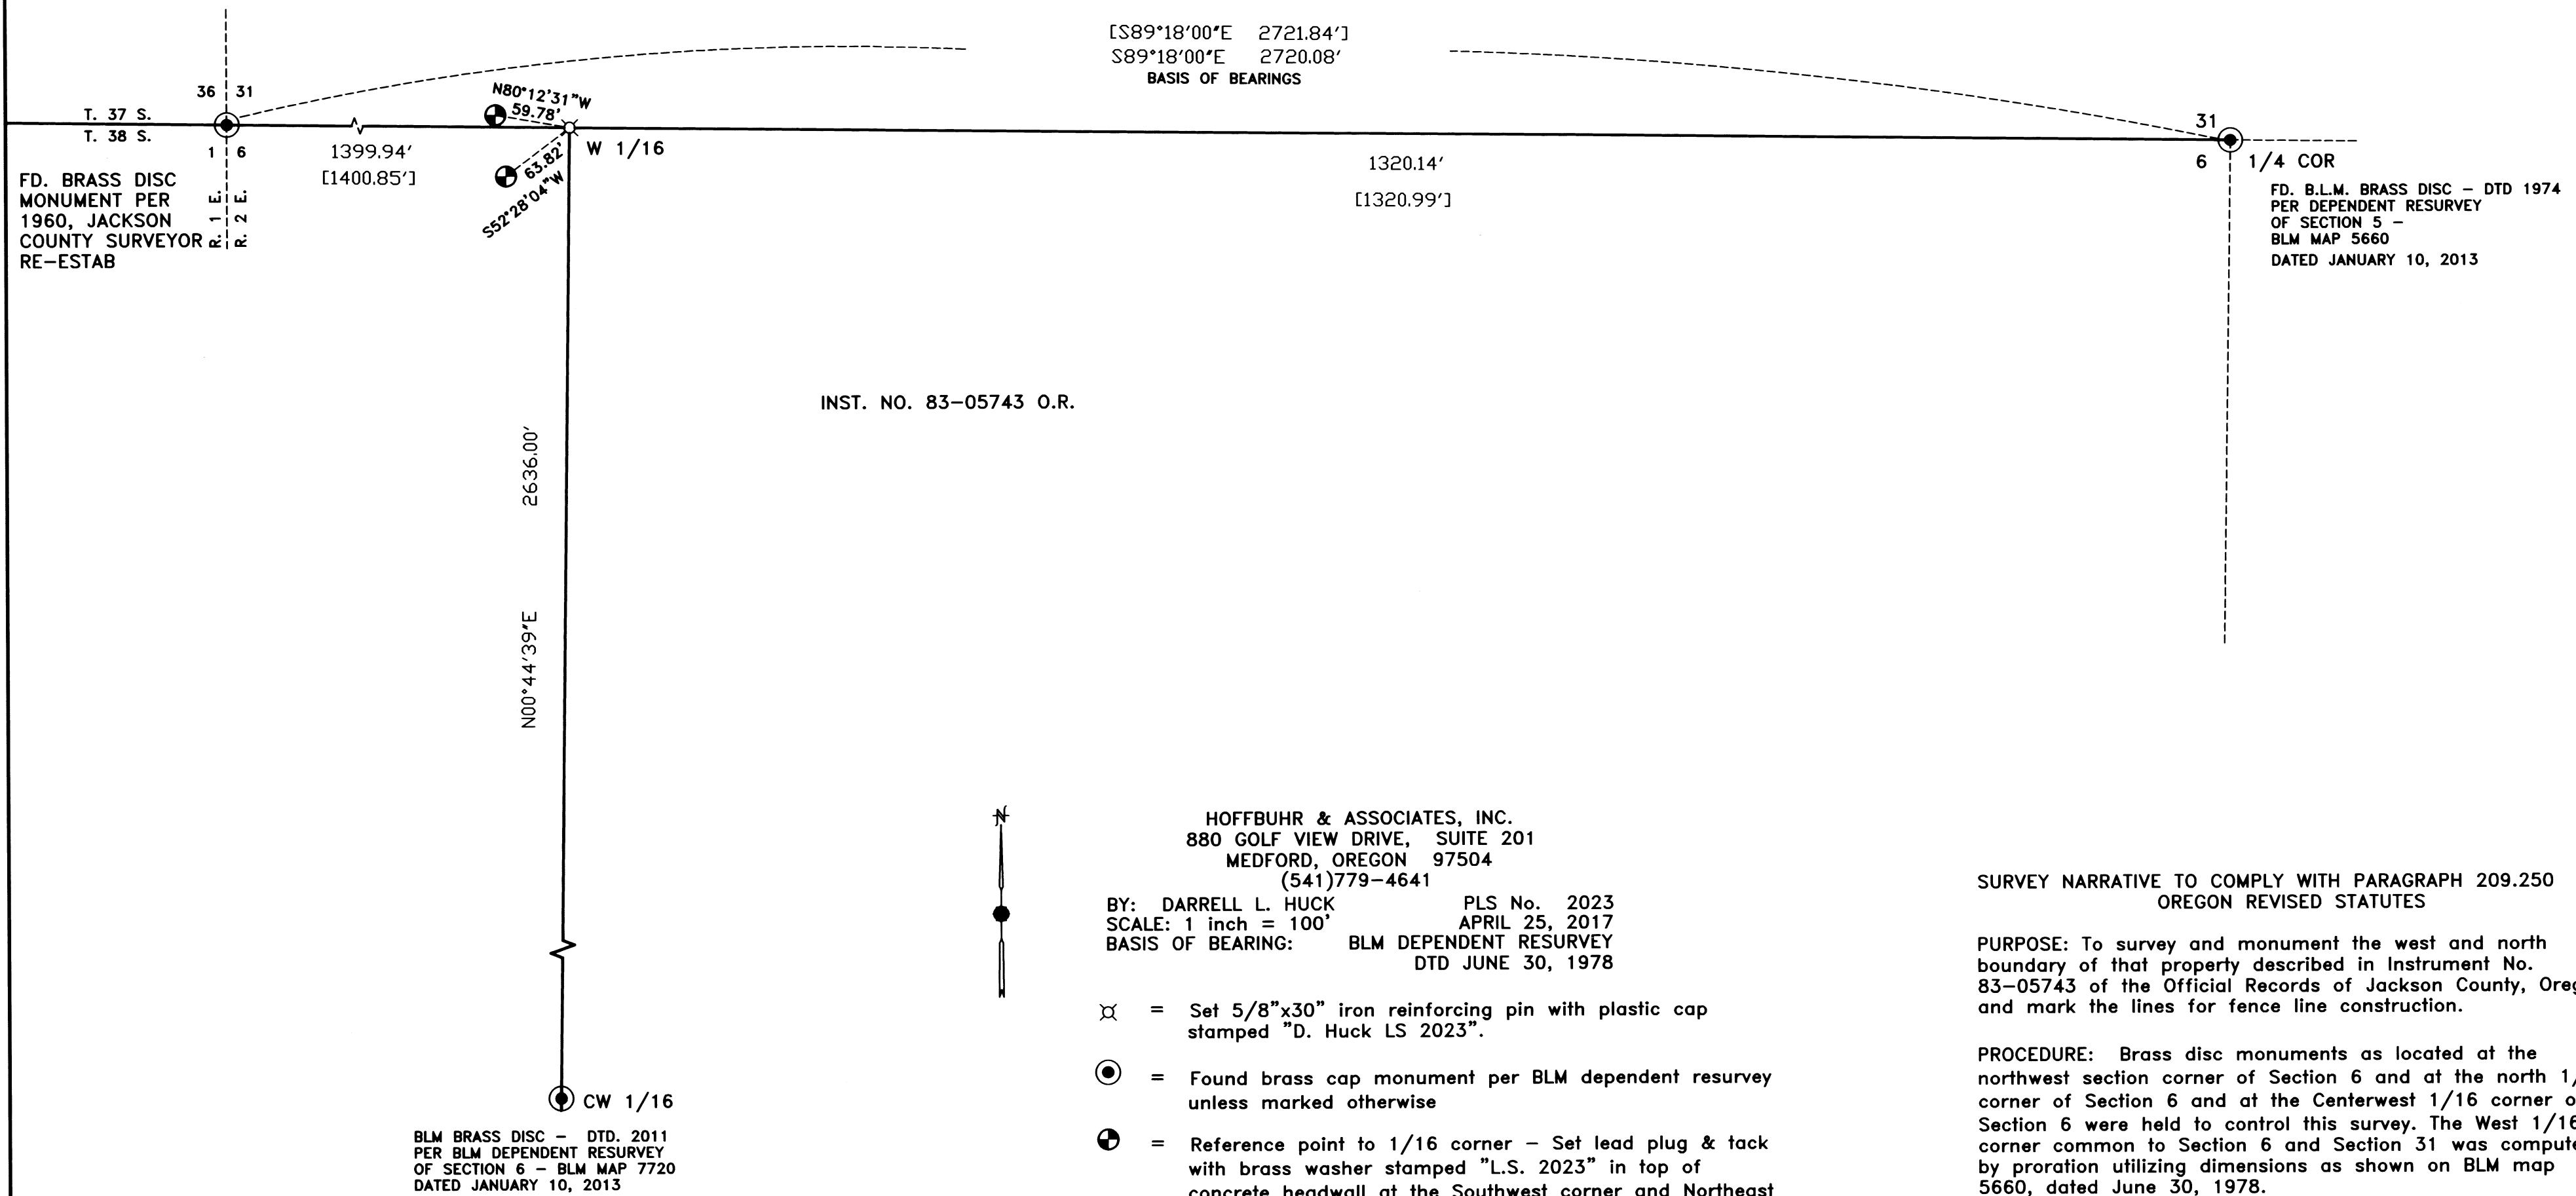 [S89°18'00"E 2721.84']
S89°18'00"E 2720.08'
BASIS OF BEARINGS
36 31
T. 37 S.
T. 38 S.
1 6
R. 1 E.
R. 2 E.
FD. BRASS DISC
MONUMENT PER
1960, JACKSON
COUNTY SURVEYOR
RE-ESTAB
1399.94'
[1400.85']
N80°12'31"W
59.78'
63.82'
S52°28'04"W
W 1/16
1320.14'
[1320.99']
31
6 1/4 COR
FD. B.L.M. BRASS DISC - DTD 1974
PER DEPENDENT RESURVEY
OF SECTION 5 -
BLM MAP 5660
DATED JANUARY 10, 2013
INST. NO. 83-05743 O.R.
N00°44'39"E 2636.00'
CW 1/16
BLM BRASS DISC - DTD. 2011
PER BLM DEPENDENT RESURVEY
OF SECTION 6 - BLM MAP 7720
DATED JANUARY 10, 2013
N
HOFFBUHR & ASSOCIATES, INC.
880 GOLF VIEW DRIVE, SUITE 201
MEDFORD, OREGON 97504
(541)779-4641
BY: DARRELL L. HUCK PLS No. 2023
SCALE: 1 inch = 100' APRIL 25, 2017
BASIS OF BEARING: BLM DEPENDENT RESURVEY
DTD JUNE 30, 1978
= Set 5/8"x30" iron reinforcing pin with plastic cap
stamped "D. Huck LS 2023".
= Found brass cap monument per BLM dependent resurvey
unless marked otherwise
= Reference point to 1/16 corner - Set lead plug & tack
with brass washer stamped "L.S. 2023" in top of
concrete headwall at the Southwest corner and Northeast
SURVEY NARRATIVE TO COMPLY WITH PARAGRAPH 209.250
OREGON REVISED STATUTES
PURPOSE: To survey and monument the west and north
boundary of that property described in Instrument No.
83-05743 of the Official Records of Jackson County,
and mark the lines for fence line construction.
PROCEDURE: Brass disc monuments as located at the
northwest section corner of Section 6 and at the north
corner of Section 6 and at the Centerwest 1/16 corner
Section 6 were held to control this survey. The West 1/16
corner common to Section 6 and Section 31 was
by proration utilizing dimensions as shown on BLM map
5660, dated June 30, 1978.